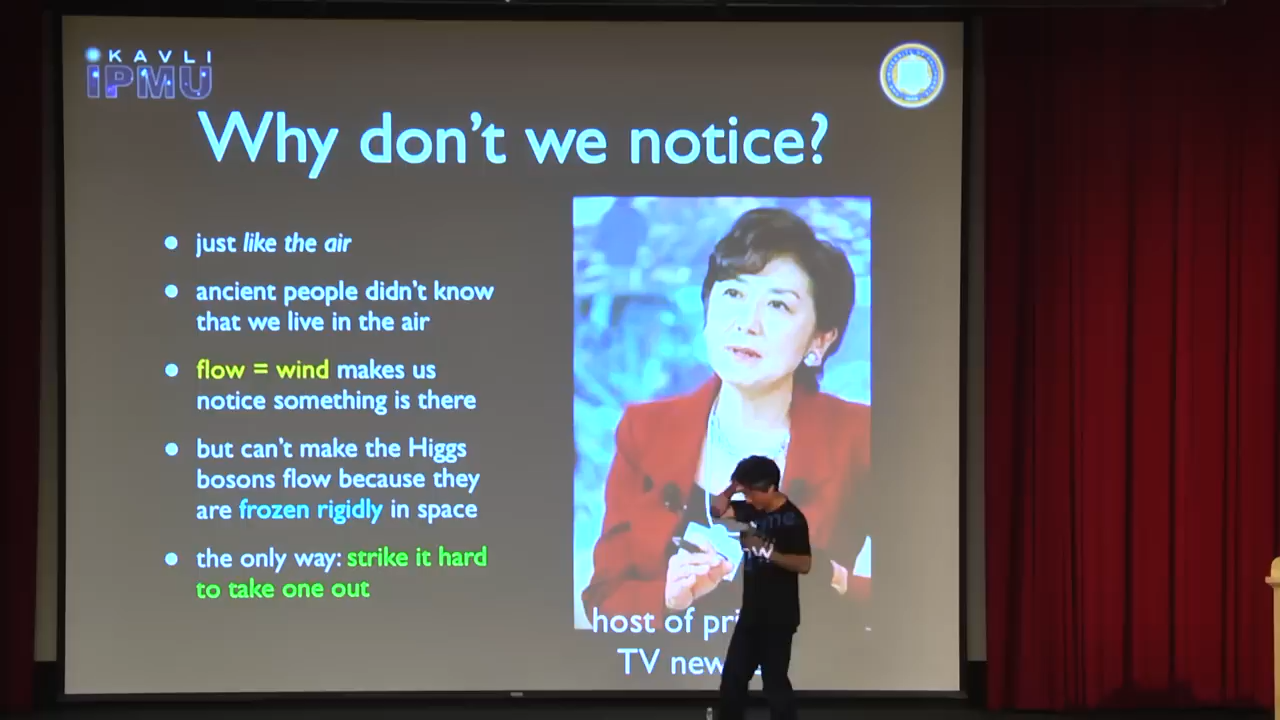 KAVLI
IPMU
Why don't we notice?
just like the air
ancient people didn't know
that we live in the air
flow = wind makes us
notice something is there
but can't make the Higgs
bosons flow because they
are frozen rigidly in space
the only way: strike it hard
to take one out
host of
TV